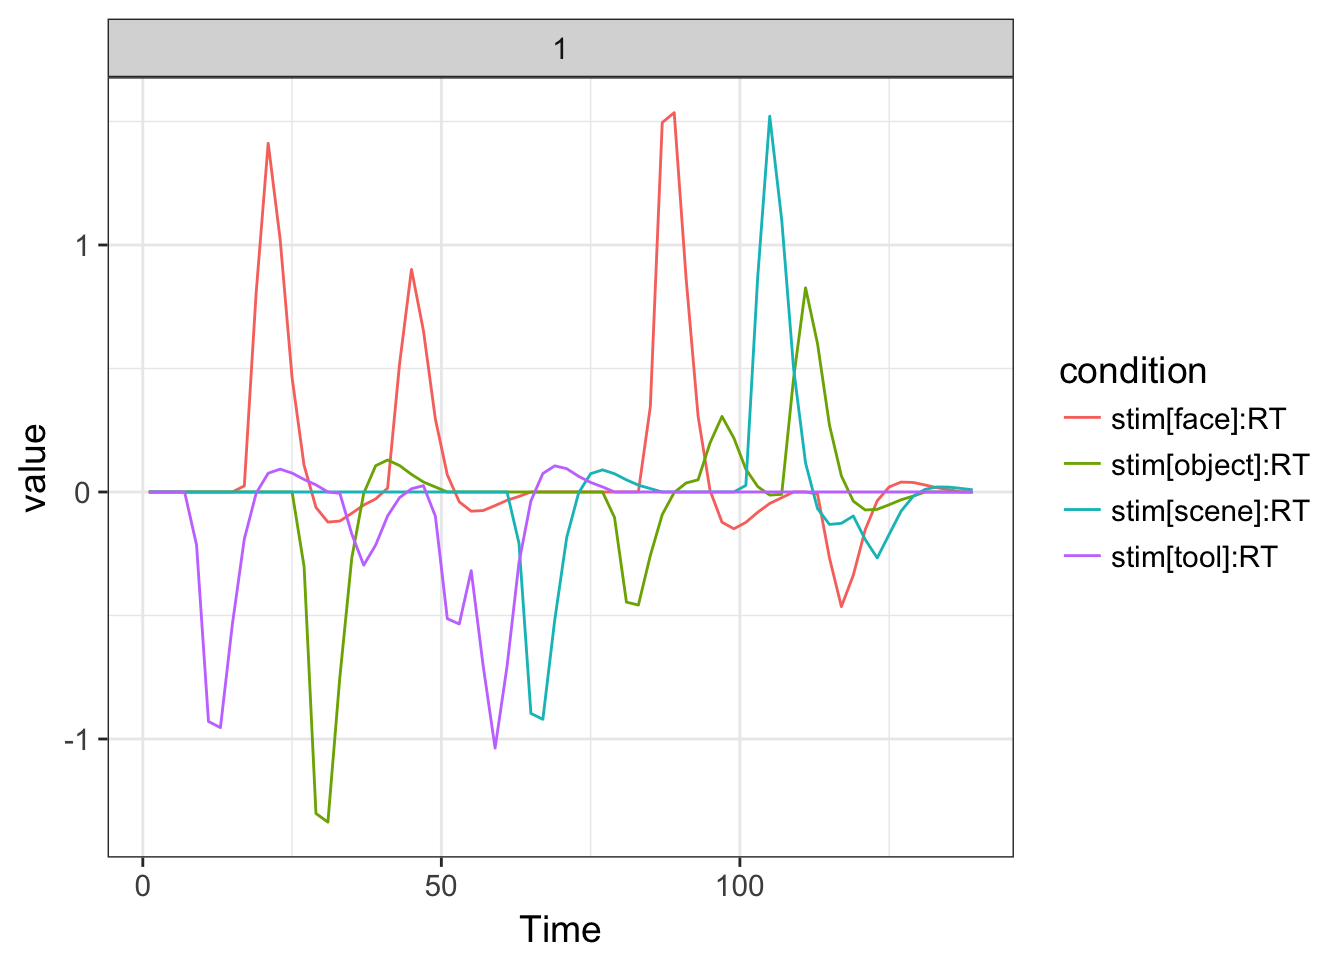 1
value
1
0
-1
0 50 100
Time
condition
stim[face]:RT
stim[object]:RT
stim[scene]:RT
stim[tool]:RT